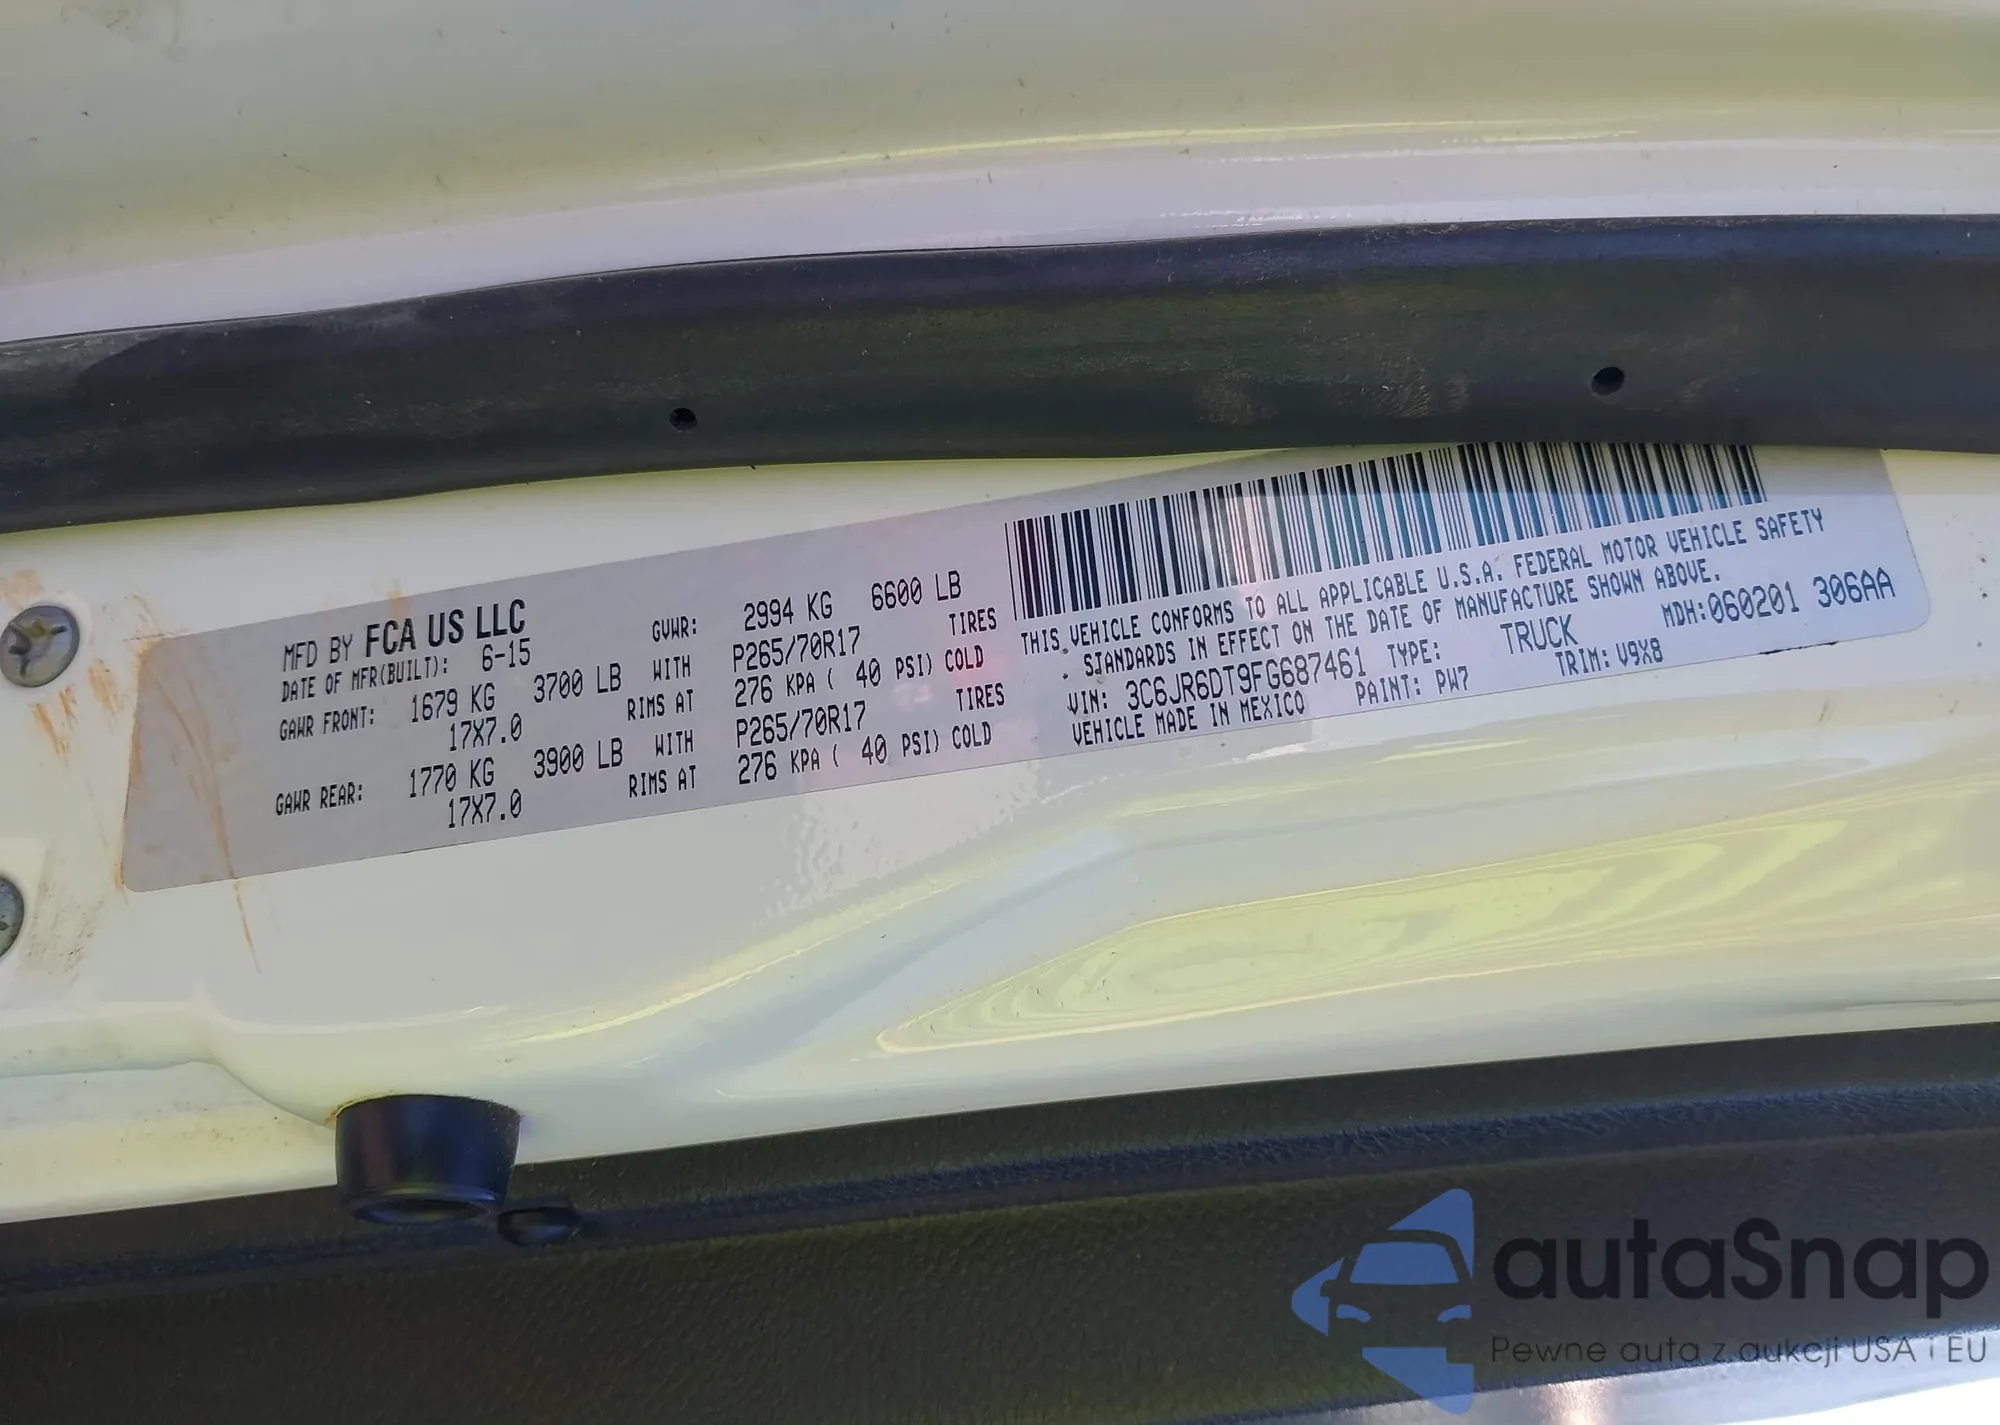 MFD BY FCA US LLC
DATE OF MFR(BUILT): 6-15 GVWR: 2994 KG 6600 LB
GAWR FRONT: 1679 KG 3700 LB WITH P265/70R17 TIRES
17X7.0 RIMS AT 276 KPA ( 40 PSI) COLD
GAWR REAR: 1770 KG 3900 LB WITH P265/70R17 TIRES
17X7.0 RIMS AT 276 KPA ( 40 PSI) COLD
THIS VEHICLE CONFORMS TO ALL APPLICABLE U.S.A. FEDERAL MOTOR VEHICLE SAFETY
STANDARDS IN EFFECT ON THE DATE OF MANUFACTURE SHOWN ABOVE.
VIN: 3C6JR6DT9FG687461 TYPE: TRUCK MDH:060201 306AA
VEHICLE MADE IN MEXICO PAINT: PW7 TRIM: V9X8
autaSnap
Pewne auta z aukcji USA i EU